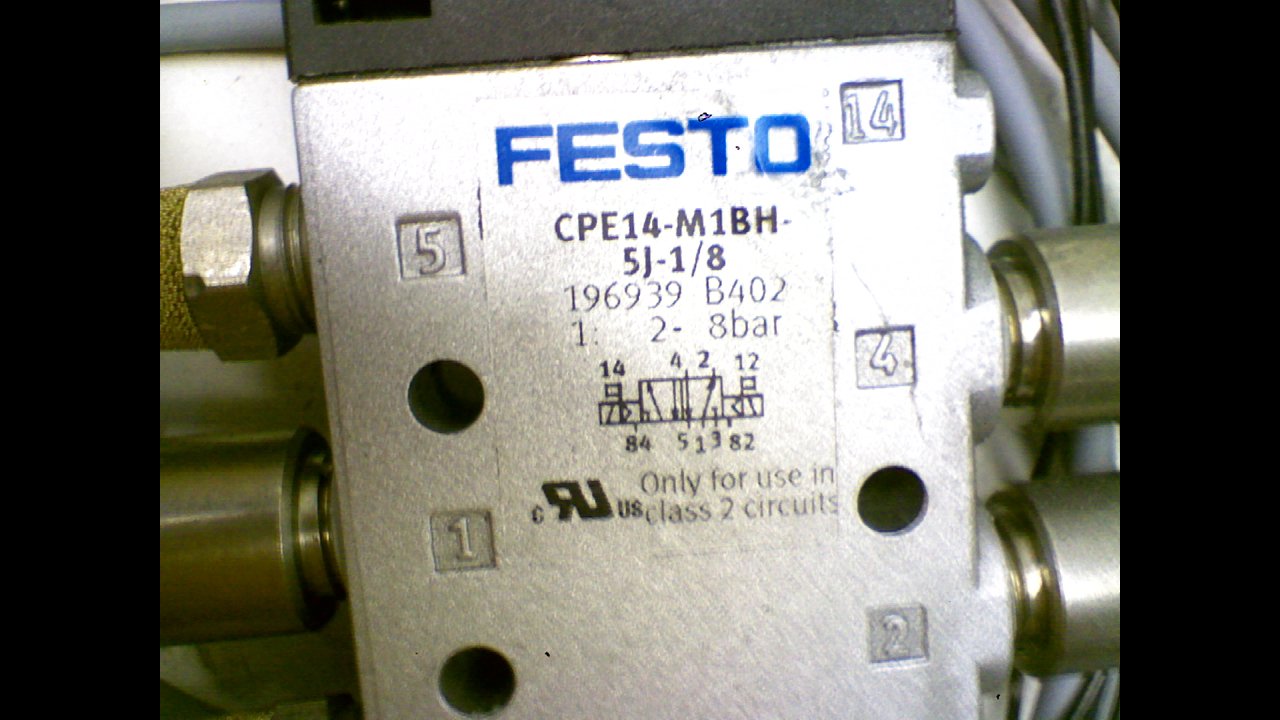 14
FESTO
CPE14-M1BH-
5J-1/8
5
196939 B402
1: 2- 8bar
14 4 2 12
4
84 5 1 3 82
c RU US Only for use in
class 2 circuits
1
2